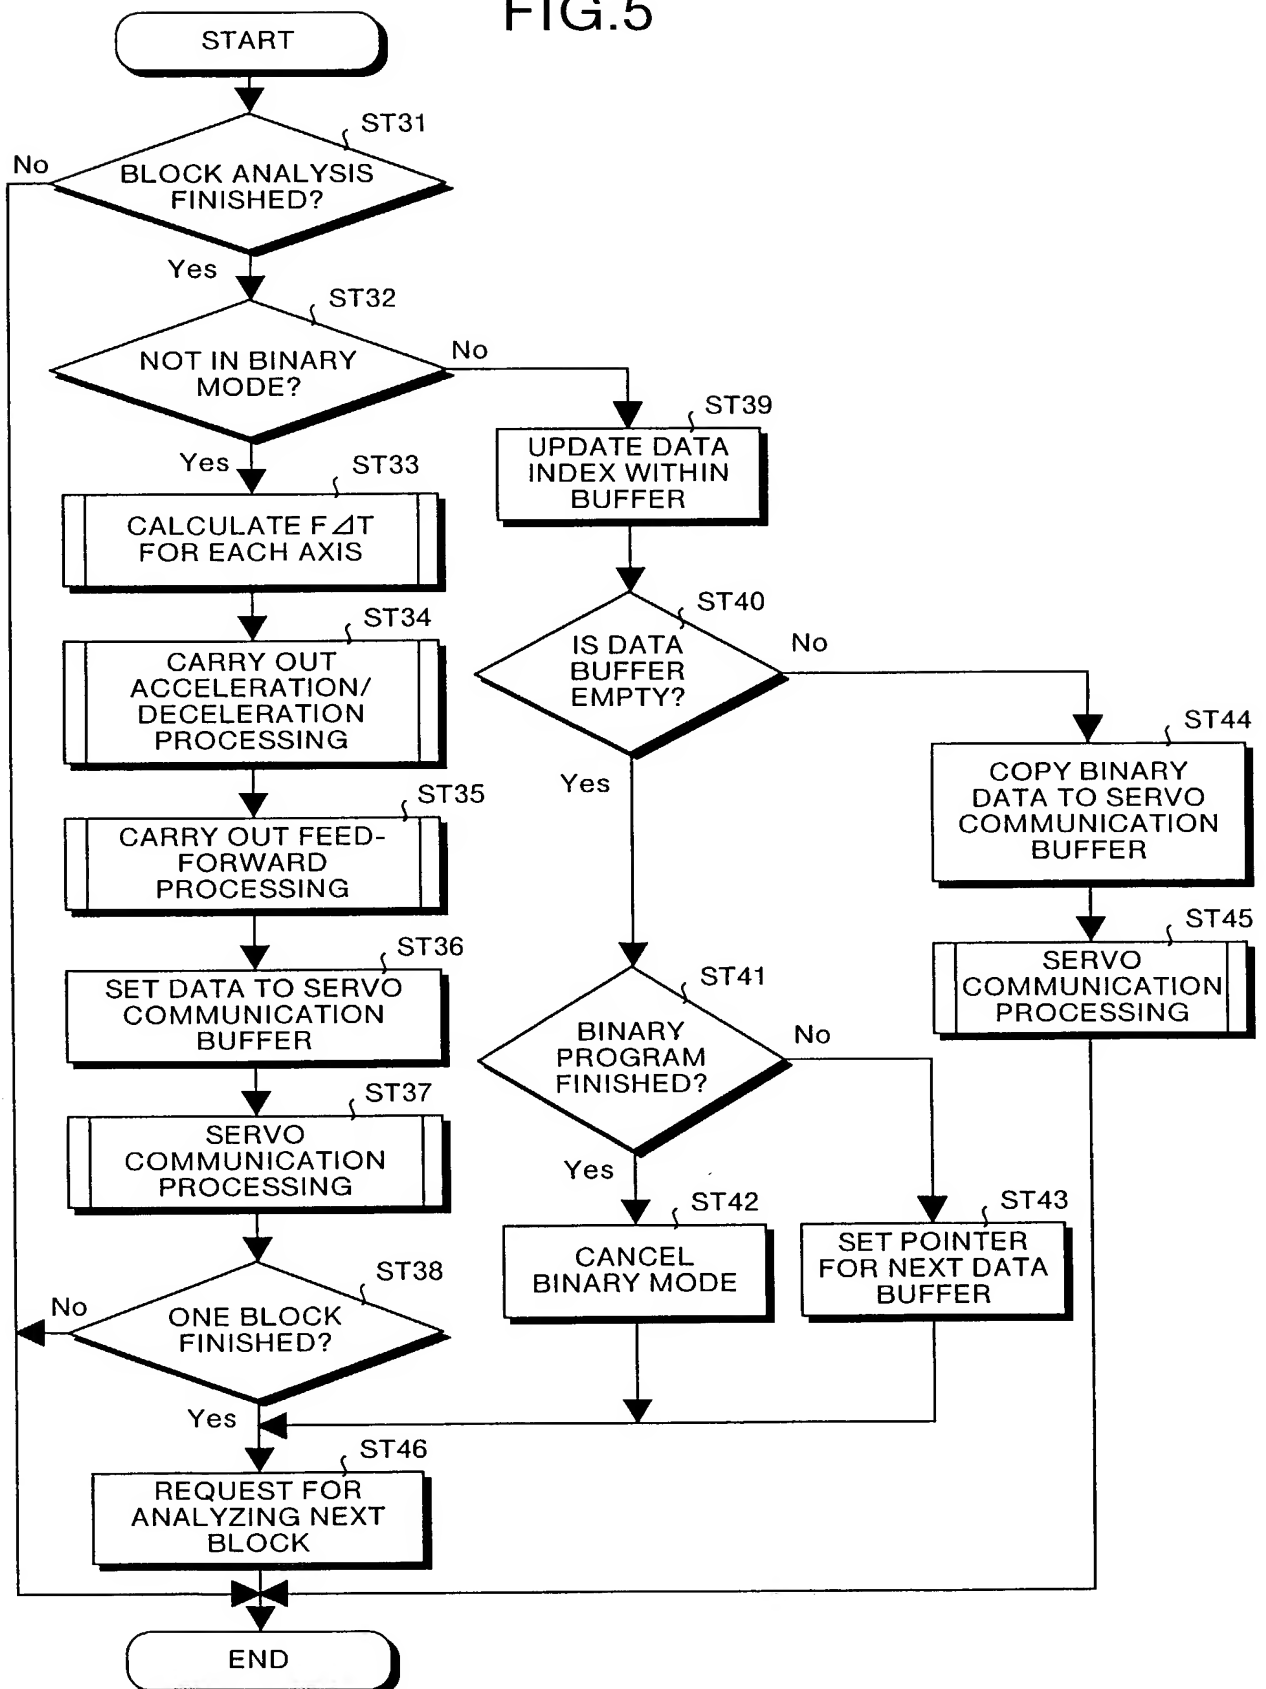 FIG.5
START
ST31
No
BLOCK ANALYSIS
FINISHED?
Yes
ST32
NOT IN BINARY
MODE?
No
Yes
ST33
CALCULATE F⊿T
FOR EACH AXIS
ST34
CARRY OUT
ACCELERATION/
DECELERATION
PROCESSING
ST35
CARRY OUT FEED-
FORWARD
PROCESSING
ST36
SET DATA TO SERVO
COMMUNICATION
BUFFER
ST37
SERVO
COMMUNICATION
PROCESSING
ST38
No
ONE BLOCK
FINISHED?
Yes
ST39
UPDATE DATA
INDEX WITHIN
BUFFER
ST40
IS DATA
BUFFER
EMPTY?
No
Yes
ST41
BINARY
PROGRAM
FINISHED?
No
Yes
ST42
CANCEL
BINARY MODE
ST43
SET POINTER
FOR NEXT DATA
BUFFER
ST44
COPY BINARY
DATA TO SERVO
COMMUNICATION
BUFFER
ST45
SERVO
COMMUNICATION
PROCESSING
ST46
REQUEST FOR
ANALYZING NEXT
BLOCK
END